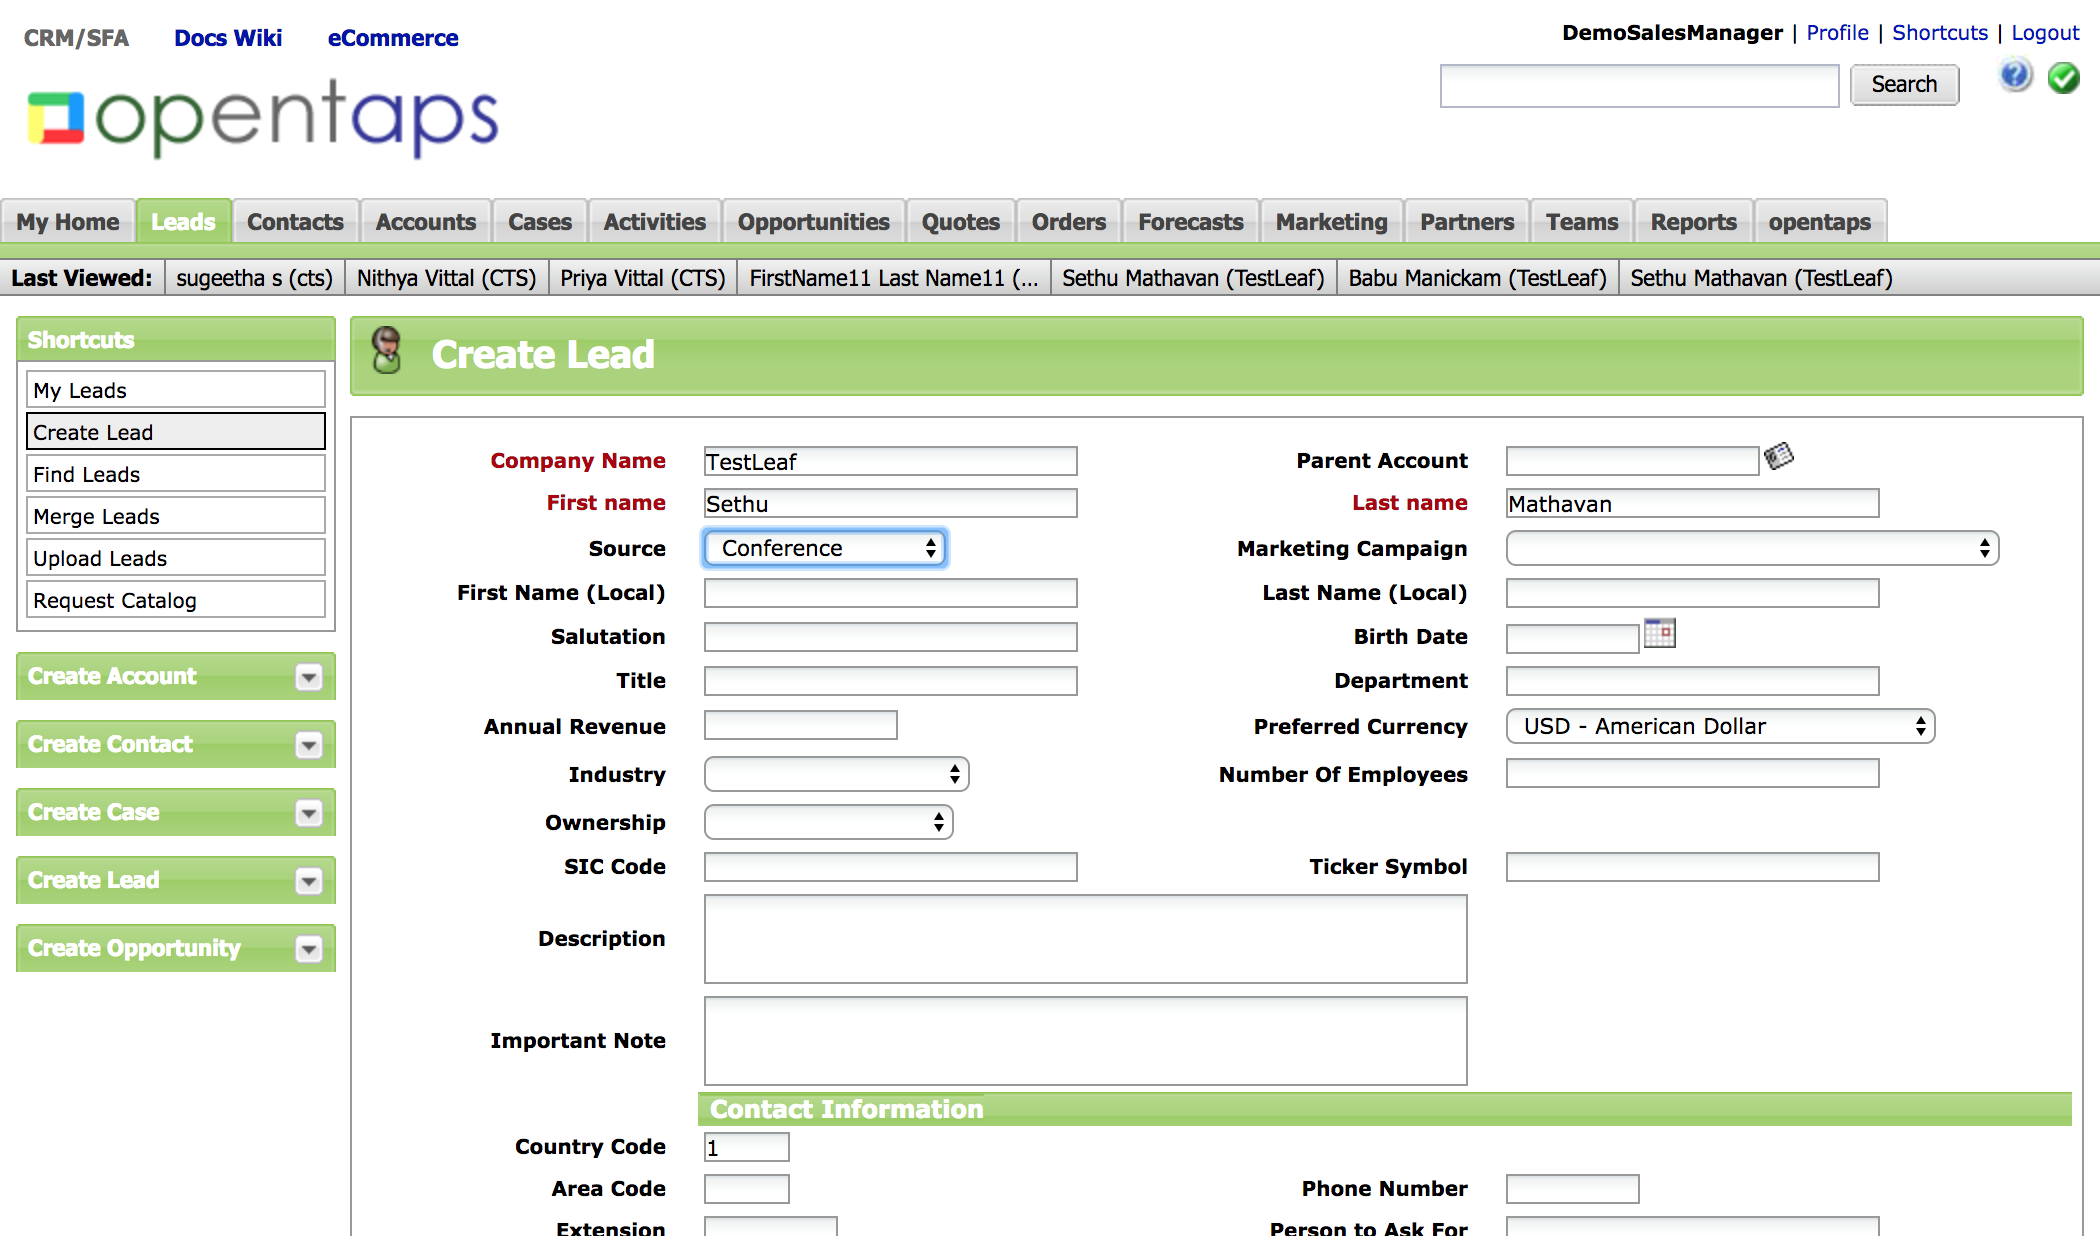 CRM/SFA Docs Wiki eCommerce
DemoSalesManager | Profile | Shortcuts | Logout
opentaps
Search
My Home Leads Contacts Accounts Cases Activities Opportunities Quotes Orders Forecasts Marketing Partners Teams Reports opentaps
Last Viewed: sugeetha s (cts) Nithya Vittal (CTS) Priya Vittal (CTS) FirstName11 Last Name11 (... Sethu Mathavan (TestLeaf) Babu Manickam (TestLeaf) Sethu Mathavan (TestLeaf)
Shortcuts
My Leads
Create Lead
Find Leads
Merge Leads
Upload Leads
Request Catalog
Create Account
Create Contact
Create Case
Create Lead
Create Opportunity
Create Lead
Company Name TestLeaf Parent Account
First name Sethu Last name Mathavan
Source Conference Marketing Campaign
First Name (Local) Last Name (Local)
Salutation Birth Date
Title Department
Annual Revenue Preferred Currency USD - American Dollar
Industry Number Of Employees
Ownership
SIC Code Ticker Symbol
Description
Important Note
Contact Information
Country Code 1
Area Code Phone Number
Extension Person to Ask For